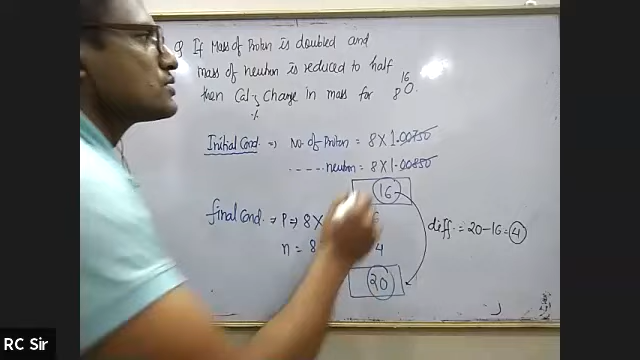 Q If Mass of Proton is doubled and
mass of neutron is reduced to half
then Cal. % Change in mass for ₈O¹⁶.
Initial Cond. ⇒ No. of Proton = 8 × 1.00750
---- neutron = 8 × 1.00850
16
final Cond. ⇒ P ⇒ 8 ×
n = 8 4
20
diff. = 20 - 16 = 4
RC Sir